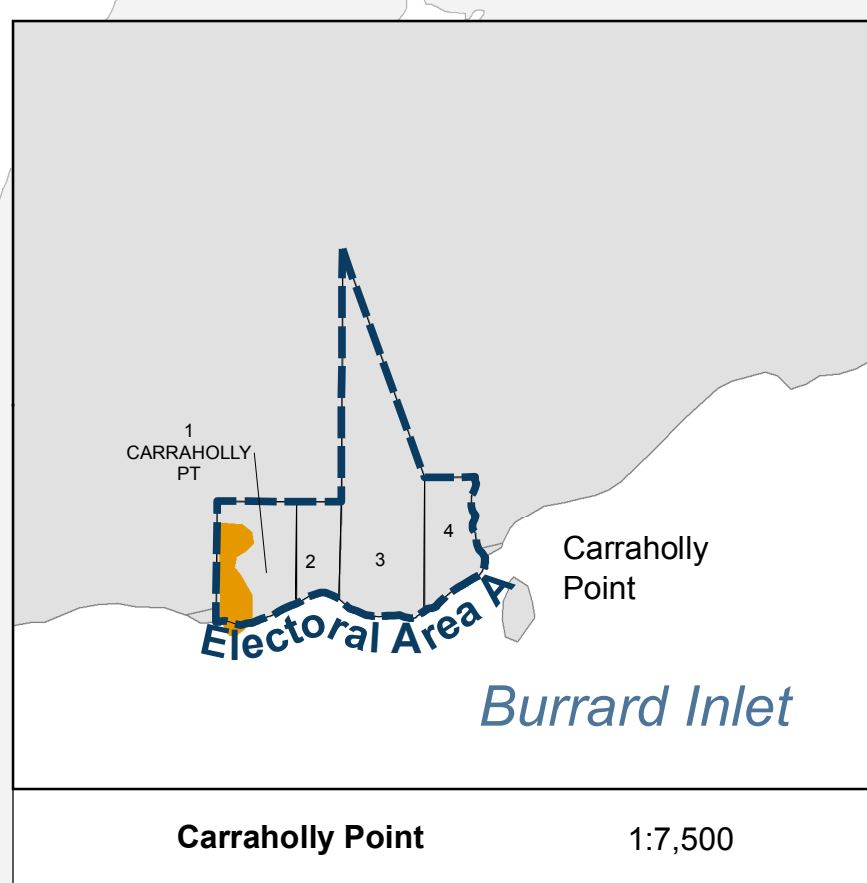 1
CARRAHOLLY
PT
2
3
4
Carraholly
Point
Electoral Area A
Burrard Inlet
Carraholly Point 1:7,500